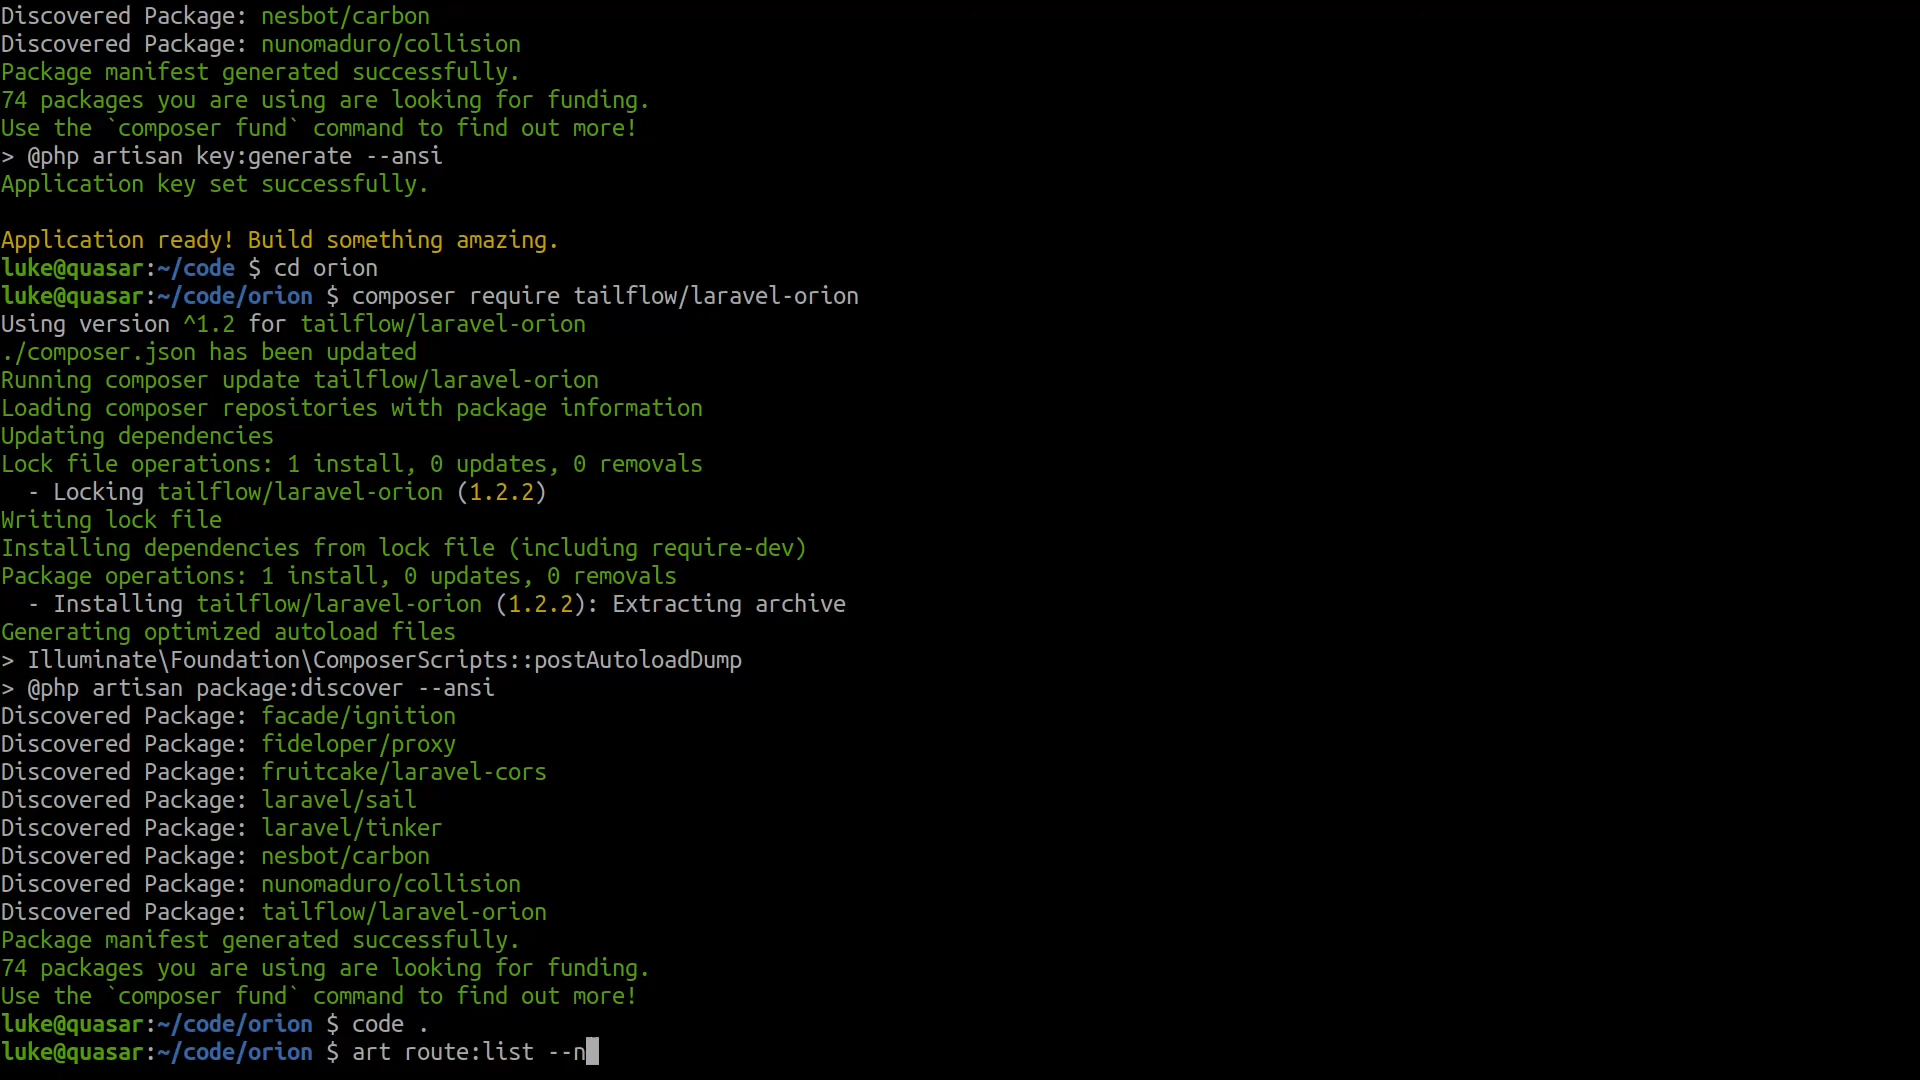 Discovered Package: nesbot/carbon
Discovered Package: nunomaduro/collision
Package manifest generated successfully.
74 packages you are using are looking for funding.
Use the `composer fund` command to find out more!
> @php artisan key:generate --ansi
Application key set successfully.
Application ready! Build something amazing.
luke@quasar:~/code $ cd orion
luke@quasar:~/code/orion $ composer require tailflow/laravel-orion
Using version ^1.2 for tailflow/laravel-orion
./composer.json has been updated
Running composer update tailflow/laravel-orion
Loading composer repositories with package information
Updating dependencies
Lock file operations: 1 install, 0 updates, 0 removals
  - Locking tailflow/laravel-orion (1.2.2)
Writing lock file
Installing dependencies from lock file (including require-dev)
Package operations: 1 install, 0 updates, 0 removals
  - Installing tailflow/laravel-orion (1.2.2): Extracting archive
Generating optimized autoload files
> Illuminate\Foundation\ComposerScripts::postAutoloadDump
> @php artisan package:discover --ansi
Discovered Package: facade/ignition
Discovered Package: fideloper/proxy
Discovered Package: fruitcake/laravel-cors
Discovered Package: laravel/sail
Discovered Package: laravel/tinker
Discovered Package: nesbot/carbon
Discovered Package: nunomaduro/collision
Discovered Package: tailflow/laravel-orion
Package manifest generated successfully.
74 packages you are using are looking for funding.
Use the `composer fund` command to find out more!
luke@quasar:~/code/orion $ code .
luke@quasar:~/code/orion $ art route:list --n